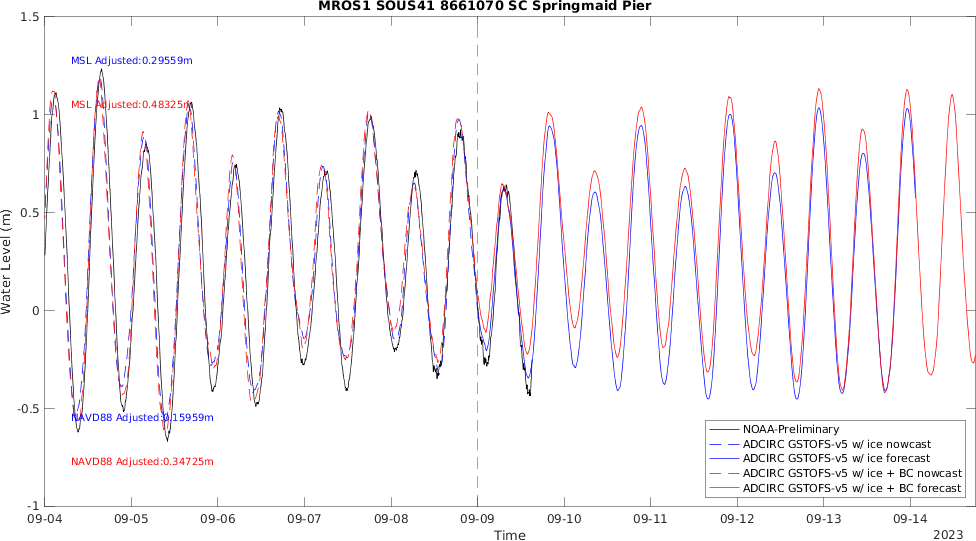 MROS1 SOUS41 8661070 SC Springmaid Pier
1.5
MSL Adjusted:0.29559m
MSL Adjusted:0.48325m
1
0.5
Water Level (m)
0
-0.5
NAVD88 Adjusted:0.15959m
NOAA-Preliminary
ADCIRC GSTOFS-v5 w/ ice nowcast
ADCIRC GSTOFS-v5 w/ ice forecast
NAVD88 Adjusted:0.34725m
ADCIRC GSTOFS-v5 w/ ice + BC nowcast
ADCIRC GSTOFS-v5 w/ ice + BC forecast
-1
09-04 09-05 09-06 09-07 09-08 09-09 09-10 09-11 09-12 09-13 09-14
Time
2023